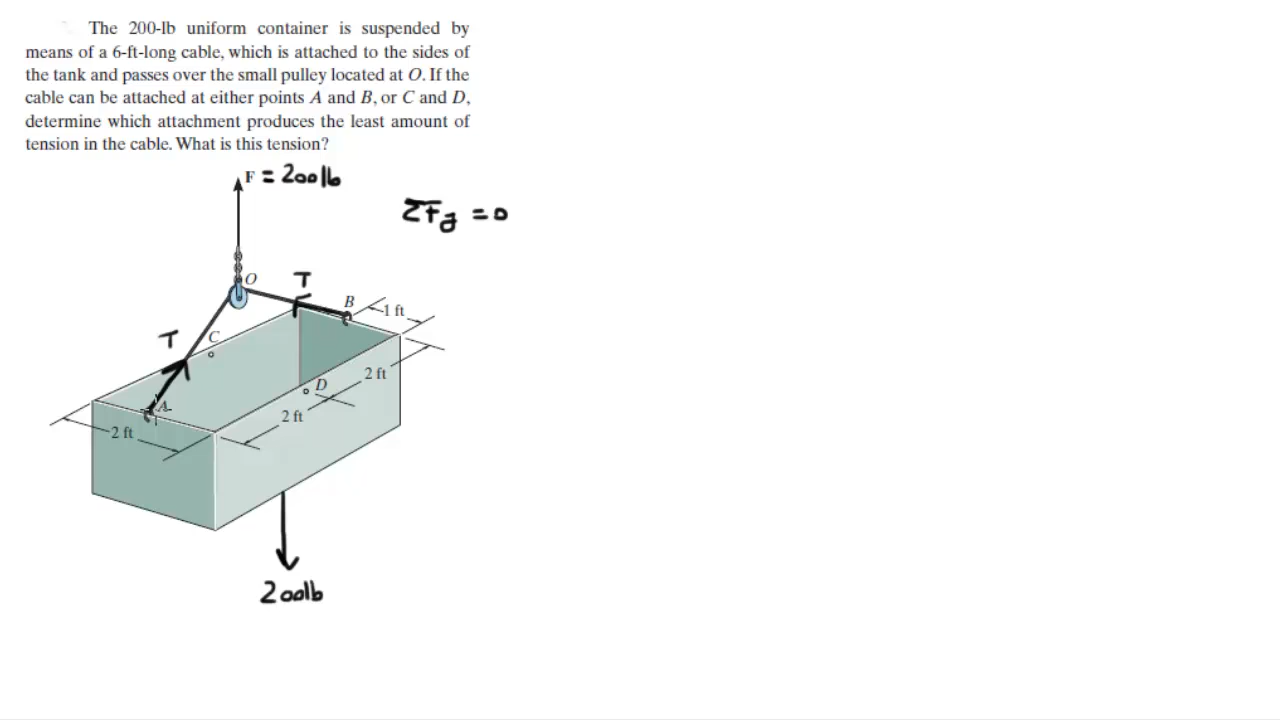 The 200-lb uniform container is suspended by
means of a 6-ft-long cable, which is attached to the sides of
the tank and passes over the small pulley located at O. If the
cable can be attached at either points A and B, or C and D,
determine which attachment produces the least amount of
tension in the cable. What is this tension?
F = 200lb
ΣFy = 0
O
T
B
1 ft
T
C
D
2 ft
A
2 ft
2 ft
200lb